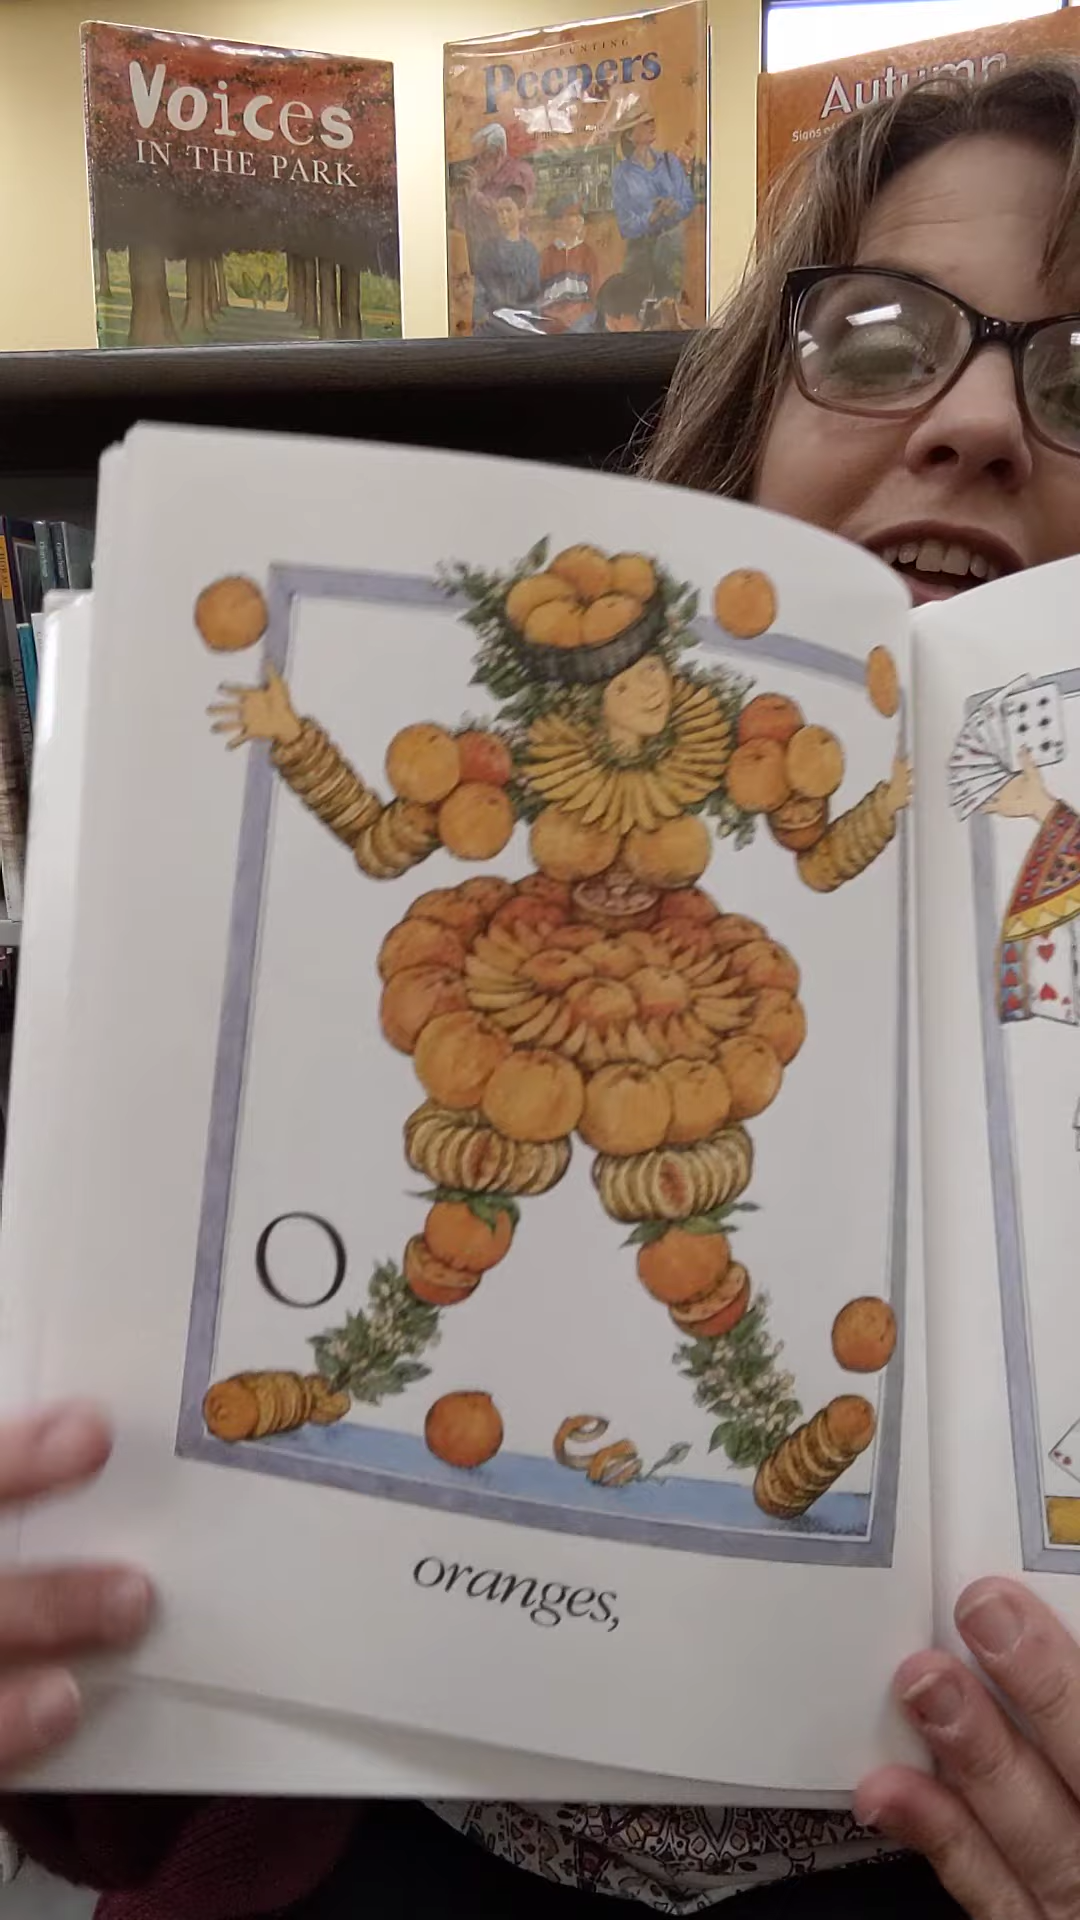 Voices
IN THE PARK
BUNTING
Peepers
Autumn
Signs of
O
oranges,